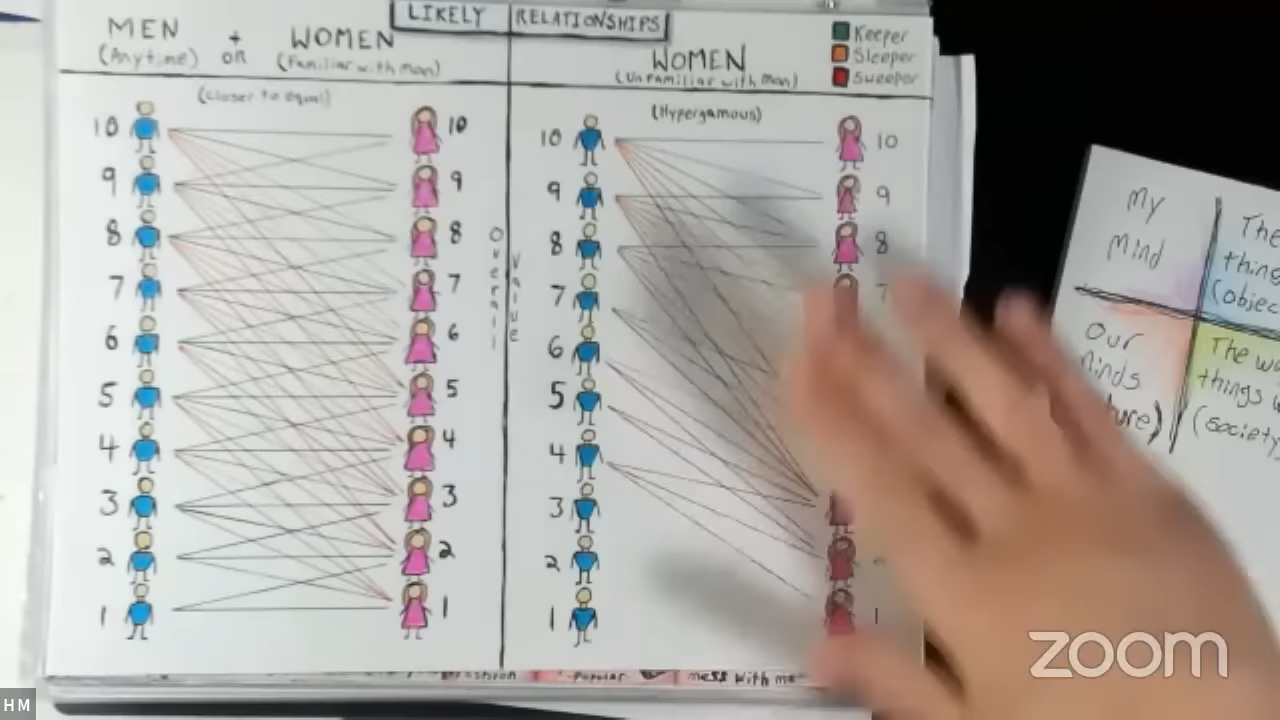 LIKELY RELATIONSHIPS
MEN + WOMEN
(Anytime) OR (Familiar with man)
WOMEN
(Unfamiliar with man)
Keeper
Sleeper
Sweeper
(Closer to equal)
(Hypergamous)
10 10
9 9
8 8
7 7
6 6
5 5
4 4
3 3
2 2
1 1
Overall
Value
10 10
9 9
8 8
7 7
6
5
4
3
2
1 1
Popular
mess with me
My
Mind
The
thing
(objec
Our
Minds
The
things
(society
zoom
HM